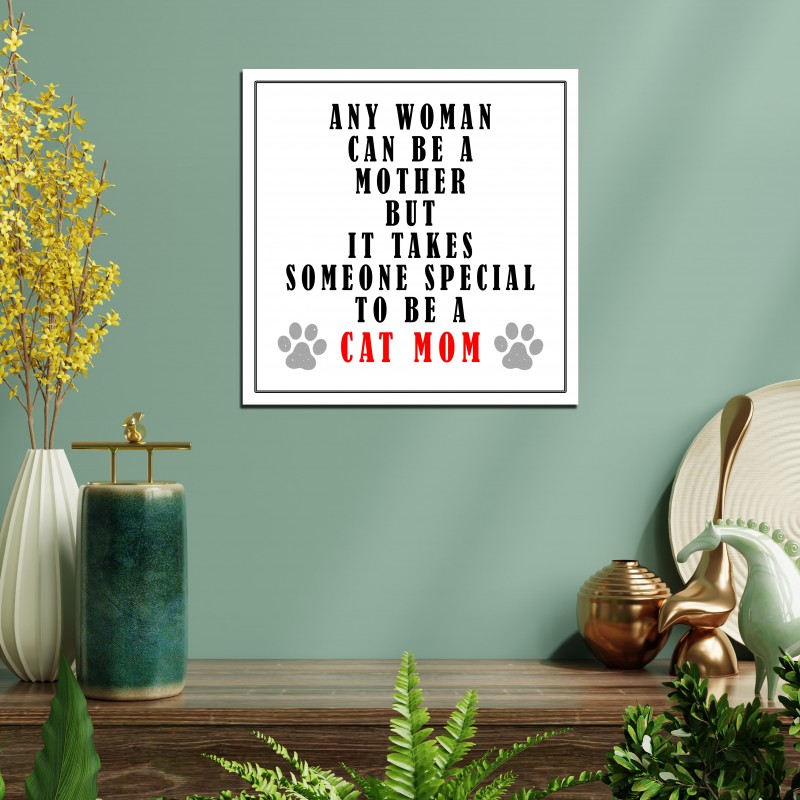 ANY WOMAN
CAN BE A
MOTHER
BUT
IT TAKES
SOMEONE SPECIAL
TO BE A
CAT MOM